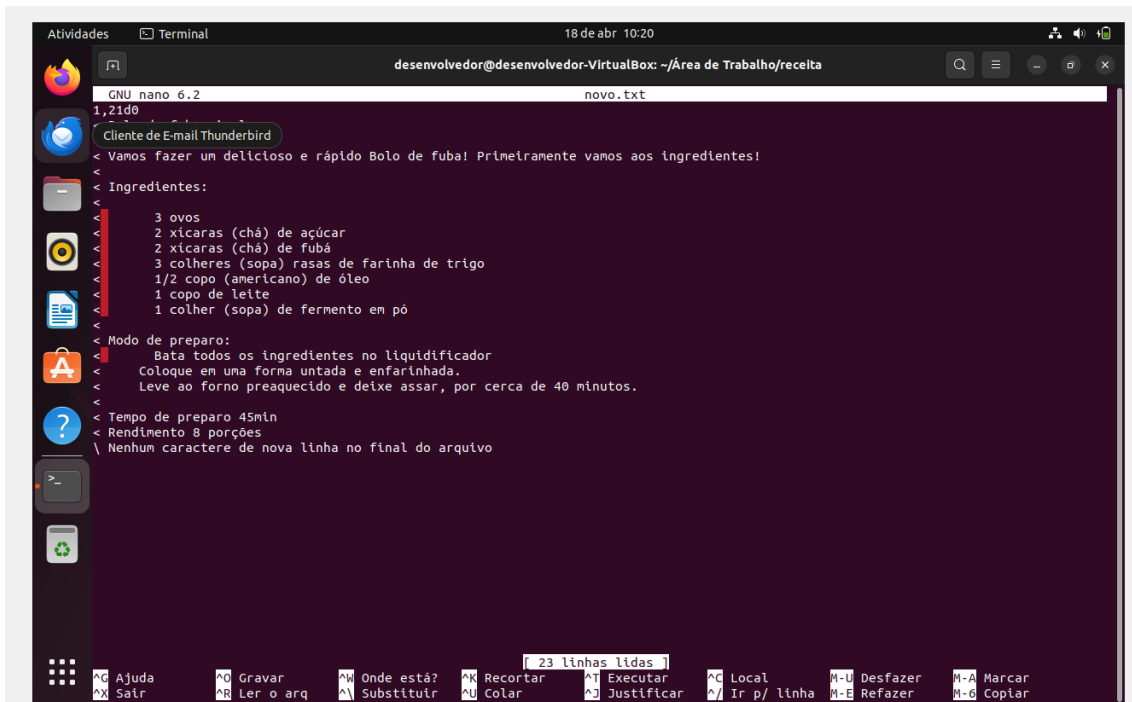 Atividades Terminal 18 de abr 10:20
desenvolvedor@desenvolvedor-VirtualBox: ~/Área de Trabalho/receita
GNU nano 6.2 novo.txt
1,21d0
Cliente de E-mail Thunderbird
< Vamos fazer um delicioso e rápido Bolo de fuba! Primeiramente vamos aos ingredientes!
<
< Ingredientes:
<
< 3 ovos
< 2 xícaras (chá) de açúcar
< 2 xícaras (chá) de fubá
< 3 colheres (sopa) rasas de farinha de trigo
< 1/2 copo (americano) de óleo
< 1 copo de leite
< 1 colher (sopa) de fermento em pó
<
< Modo de preparo:
< Bata todos os ingredientes no liquidificador
< Coloque em uma forma untada e enfarinhada.
< Leve ao forno preaquecido e deixe assar, por cerca de 40 minutos.
<
< Tempo de preparo 45min
< Rendimento 8 porções
\ Nenhum caractere de nova linha no final do arquivo
[ 23 linhas lidas ]
^G Ajuda ^O Gravar ^W Onde está? ^K Recortar ^T Executar ^C Local M-U Desfazer M-A Marcar
^X Sair ^R Ler o arq ^\ Substituir ^U Colar ^J Justificar ^/ Ir p/ linha M-E Refazer M-6 Copiar